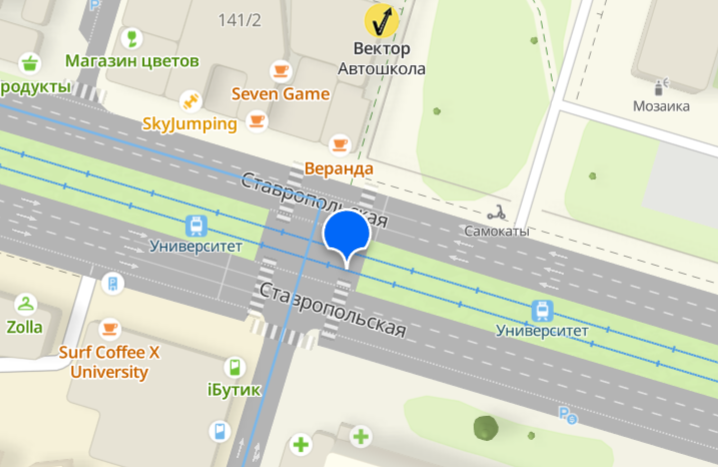 141/2
Вектор
Автошкола
Магазин цветов
родукты
Seven Game
Мозаика
SkyJumping
Веранда
Ставропольская
Самокаты
Университет
Ставропольская
Университет
Zolla
Surf Coffee X
University
iБутик